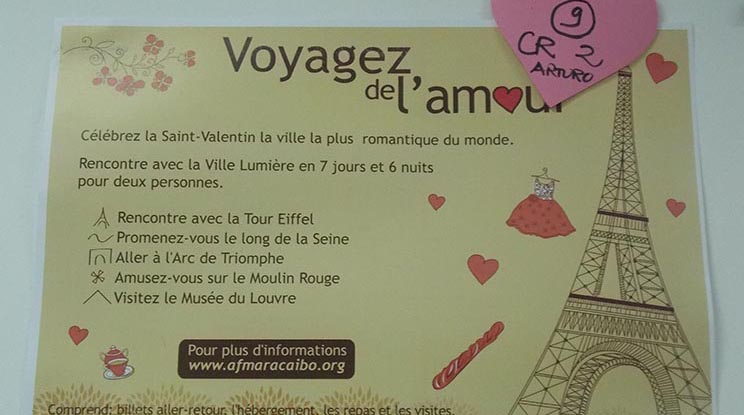 9
CR 2
ARTURO
Voyagez
de l'amour
Célébrez la Saint-Valentin la ville la plus romantique du monde.
Rencontre avec la Ville Lumière en 7 jours et 6 nuits
pour deux personnes.
Rencontre avec la Tour Eiffel
Promenez-vous le long de la Seine
Aller à l'Arc de Triomphe
Amusez-vous sur le Moulin Rouge
Visitez le Musée du Louvre
Pour plus d'informations
www.afmaracaibo.org
Comprend: billets aller-retour, l'hébergement, les repas et les visites.